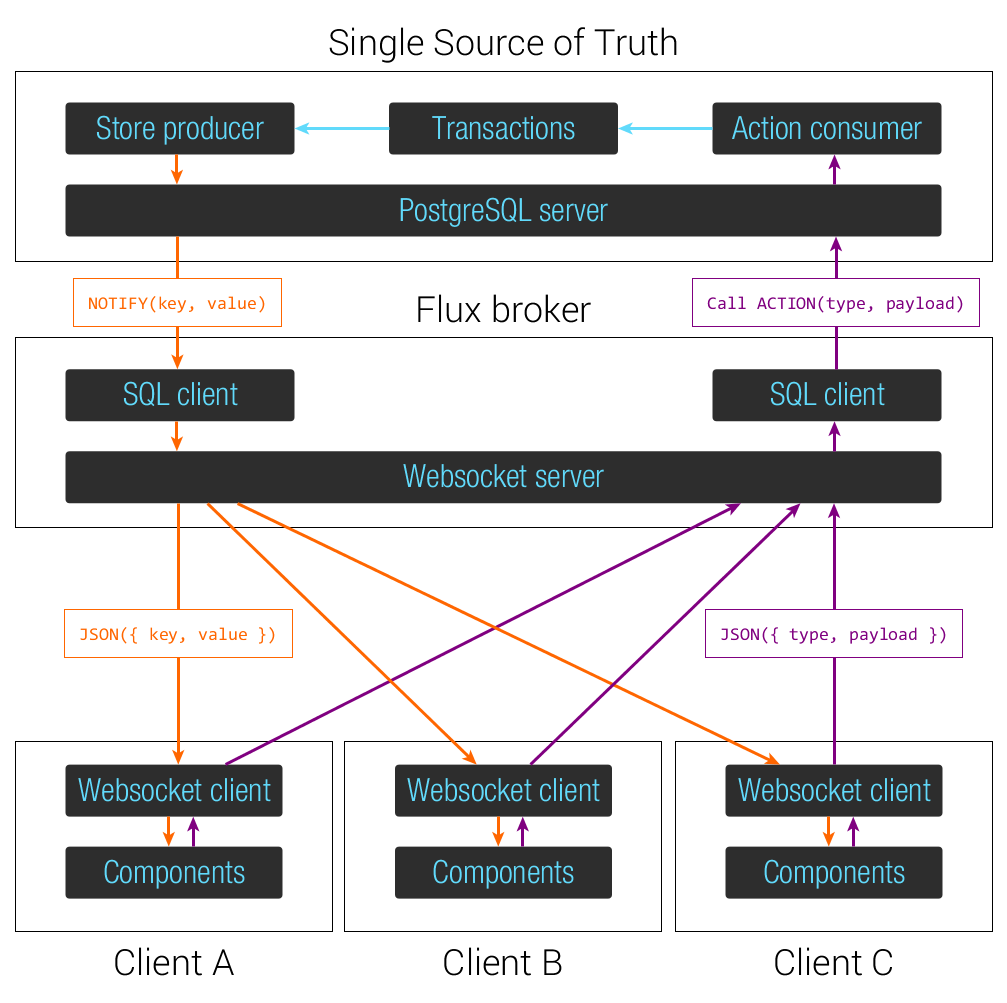 Single Source of Truth
Store producer
Transactions
Action consumer
PostgreSQL server
NOTIFY(key, value)
Call ACTION(type, payload)
Flux broker
SQL client
SQL client
Websocket server
JSON({ key, value })
JSON({ type, payload })
Websocket client
Websocket client
Websocket client
Components
Components
Components
Client A
Client B
Client C